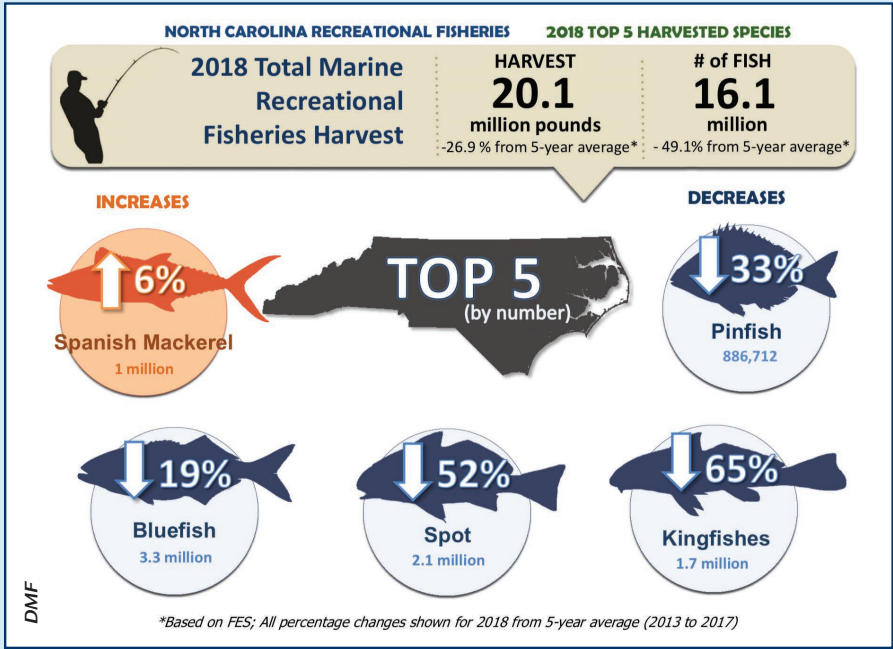 NORTH CAROLINA RECREATIONAL FISHERIES 2018 TOP 5 HARVESTED SPECIES
2018 Total Marine
Recreational
Fisheries Harvest
HARVEST
20.1
million pounds
-26.9 % from 5-year average*
# of FISH
16.1
million
- 49.1% from 5-year average*
INCREASES
DECREASES
6%
Spanish Mackerel
1 million
TOP 5
(by number)
33%
Pinfish
886,712
19%
Bluefish
3.3 million
52%
Spot
2.1 million
65%
Kingfishes
1.7 million
DMF
*Based on FES; All percentage changes shown for 2018 from 5-year average (2013 to 2017)